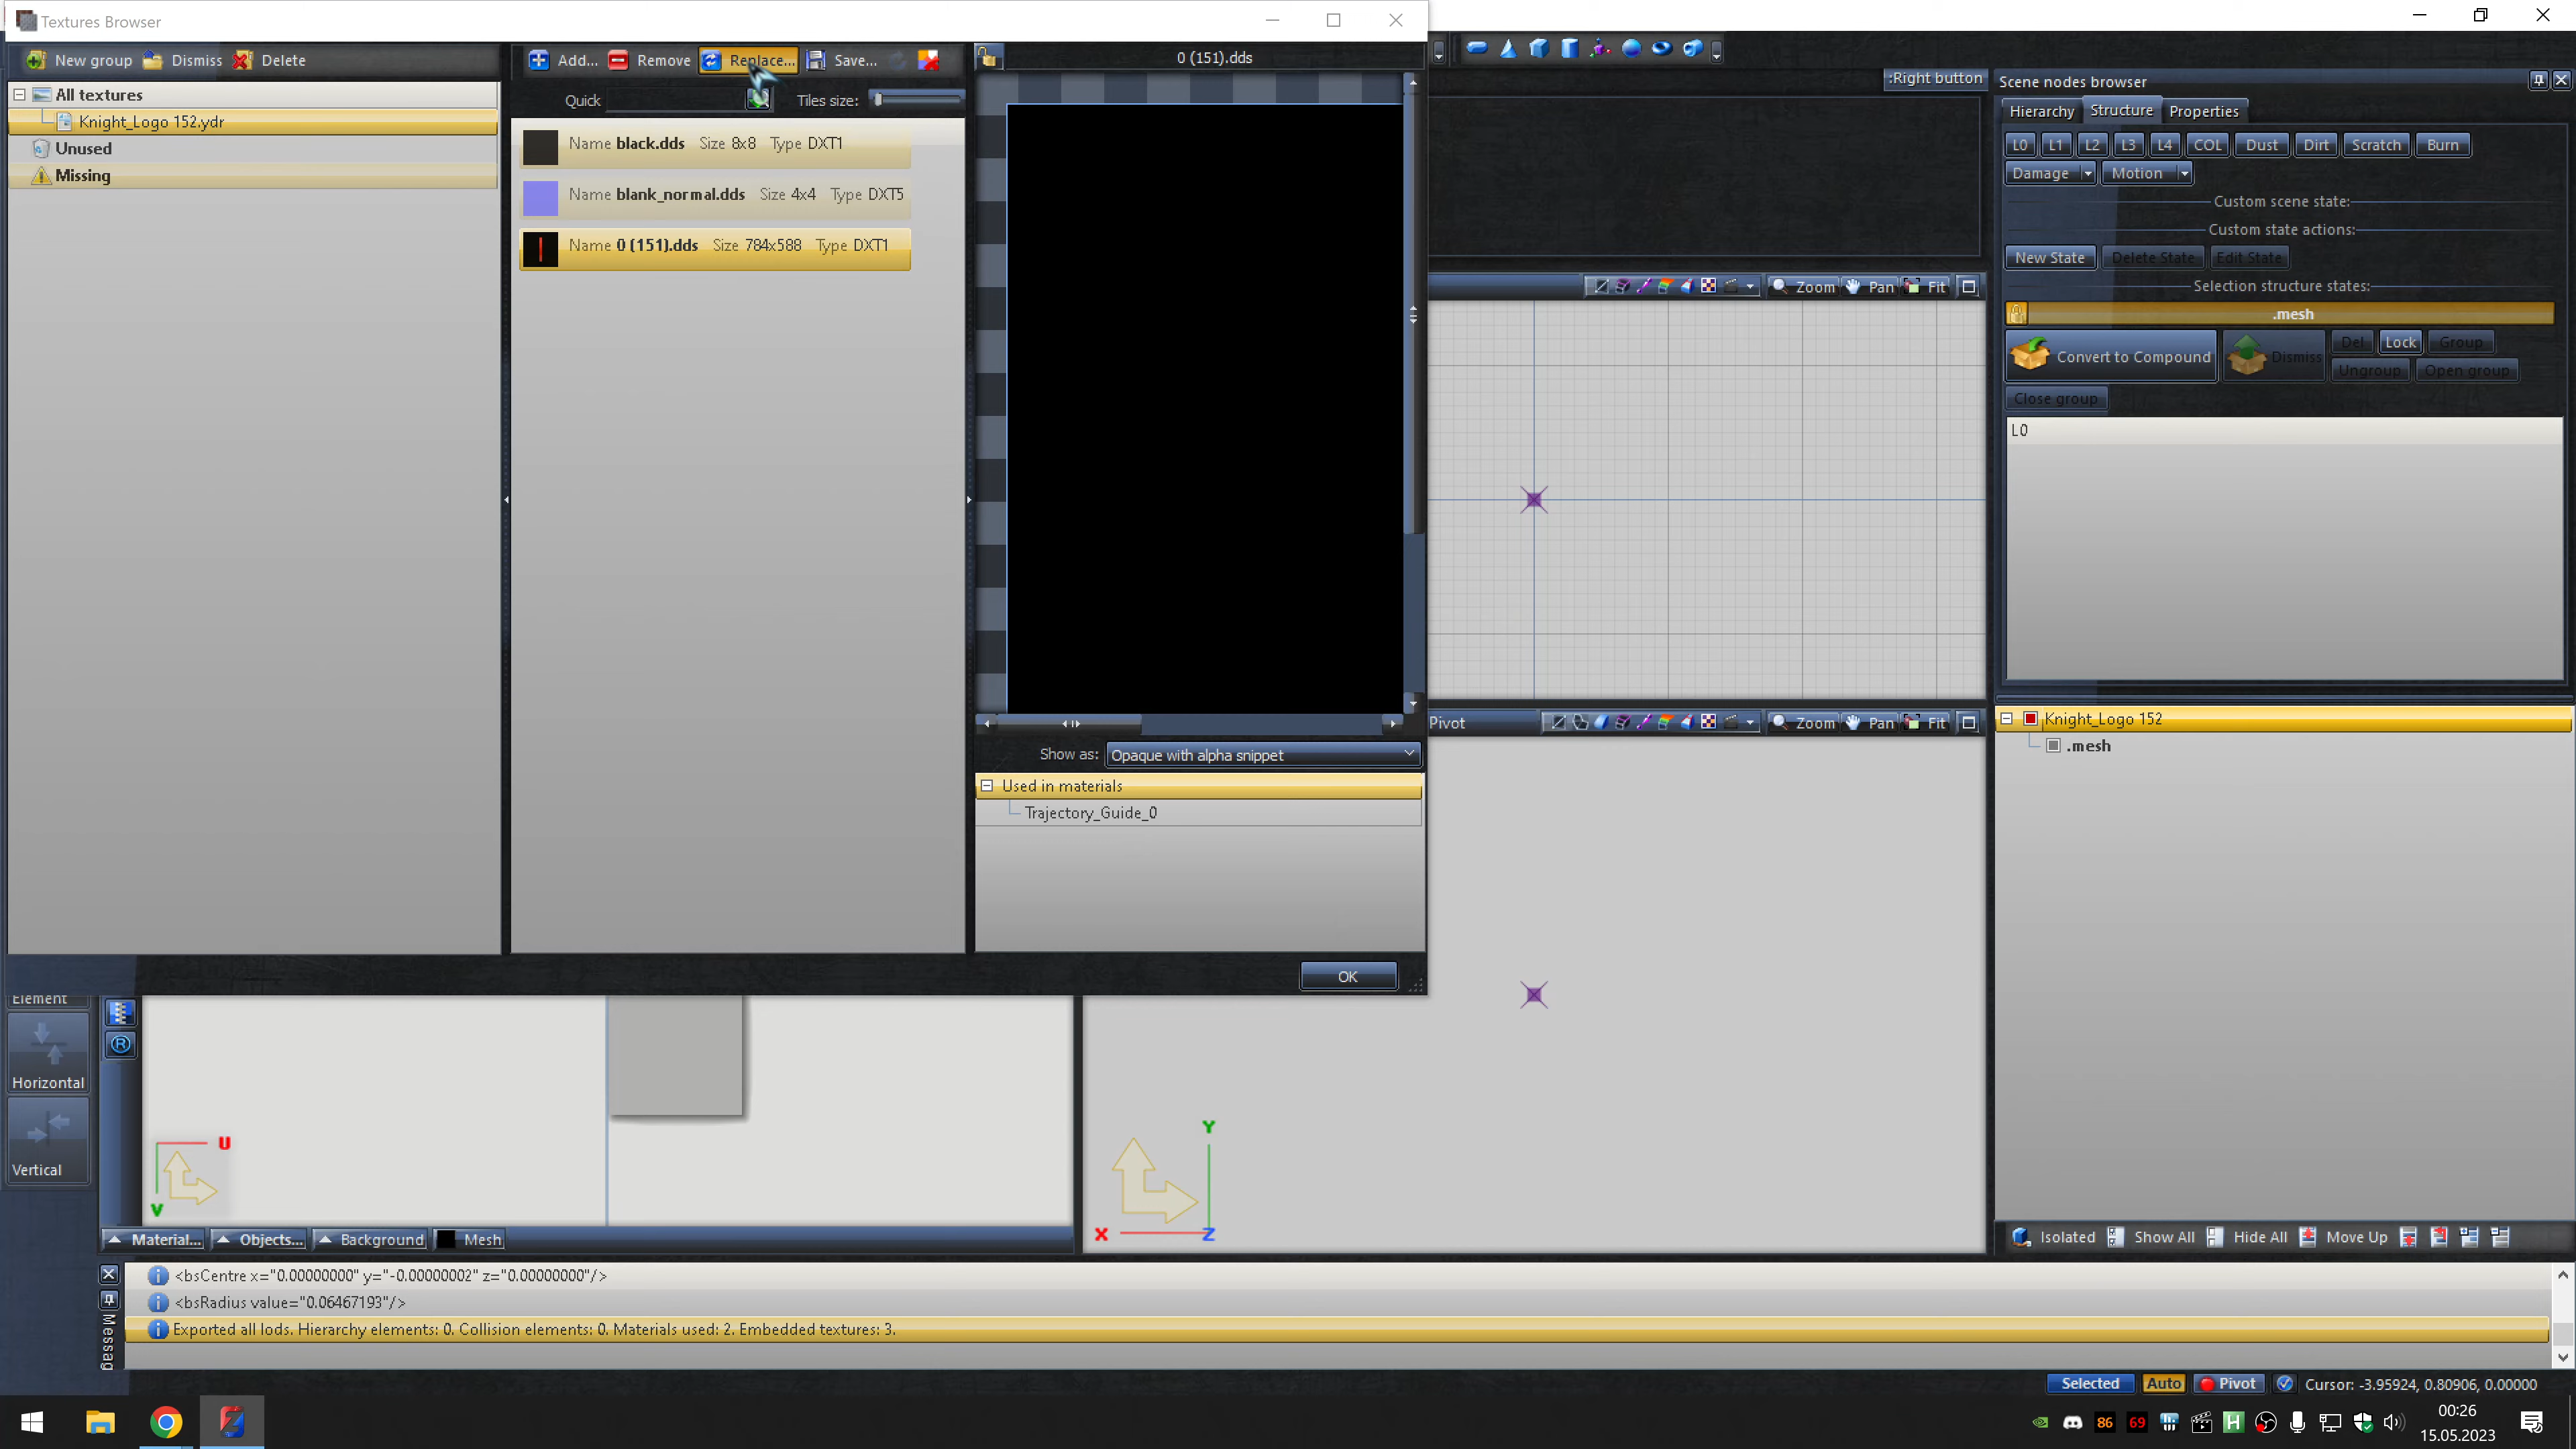 Textures Browser
New group Dismiss Delete
Add... Remove Replace... Save...
0 (151).dds
:Right button
Quick
Tiles size:
All textures
Knight_Logo 152.ydr
Unused
Missing
Name black.dds Size 8x8 Type DXT1
Name blank_normal.dds Size 4x4 Type DXT5
Name 0 (151).dds Size 784x588 Type DXT1
Show as: Opaque with alpha snippet
Used in materials
Trajectory_Guide_0
OK
Zoom Pan Fit
Pivot
Zoom Pan Fit
Scene nodes browser
Hierarchy Structure Properties
L0 L1 L2 L3 L4 COL Dust Dirt Scratch Burn
Damage Motion
Custom scene state:
Custom state actions:
New State Delete State Edit State
Selection structure states:
.mesh
Convert to Compound Dismiss Del Lock Group
Ungroup Open group
Close group
L0
Knight_Logo 152
.mesh
Isolated Show All Hide All Move Up
Element
Horizontal
Vertical
U
V
Y
X Z
Material... Objects... Background Mesh
<bsCentre x="0.00000000" y="-0.00000002" z="0.00000000"/>
<bsRadius value="0.06467193"/>
Exported all lods. Hierarchy elements: 0. Collision elements: 0. Materials used: 2. Embedded textures: 3.
Messag
Selected Auto Pivot Cursor: -3.95924, 0.80906, 0.00000
86 69
00:26
15.05.2023